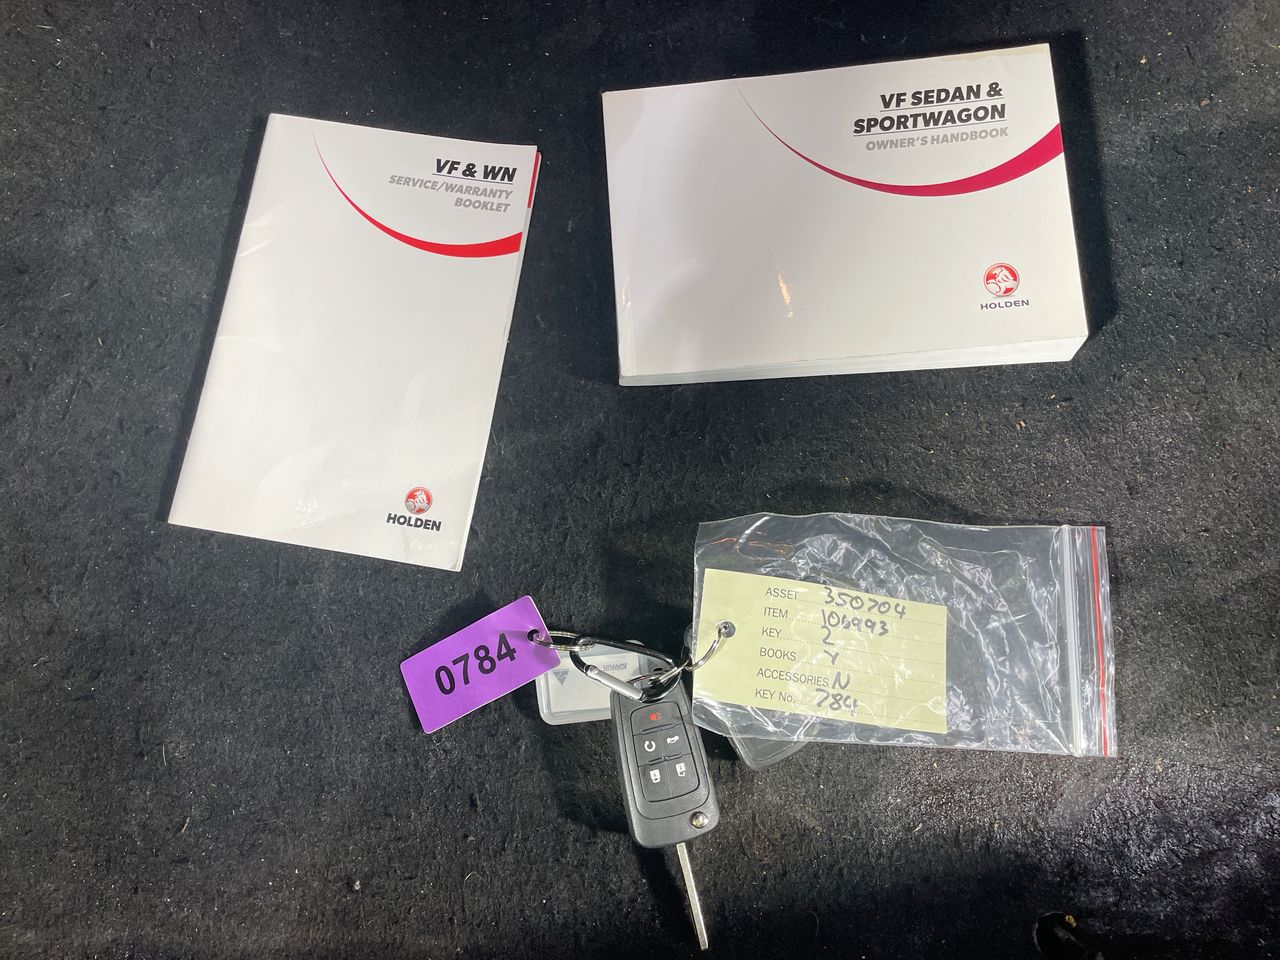 VF & WN
SERVICE/WARRANTY
BOOKLET
HOLDEN
VF SEDAN &
SPORTWAGON
OWNER'S HANDBOOK
HOLDEN
0784
ASSET 350704
ITEM 106993
KEY 2
BOOKS Y
ACCESSORIES N
KEY No. 784